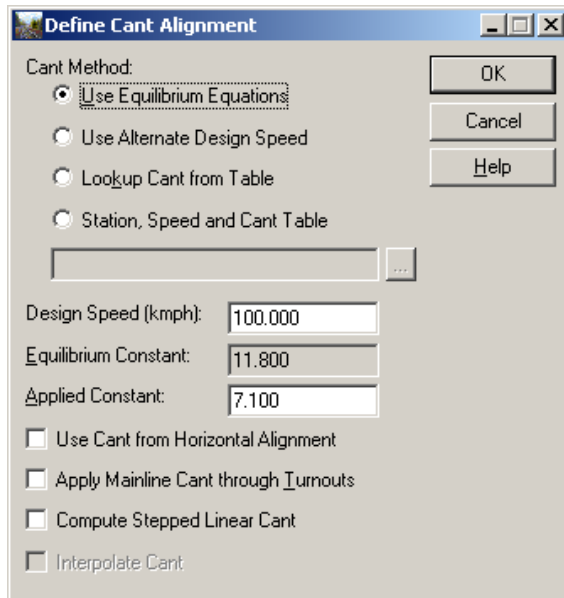 Define Cant Alignment
Cant Method:
Use Equilibrium Equations
Use Alternate Design Speed
Lookup Cant from Table
Station, Speed and Cant Table
...
OK
Cancel
Help
Design Speed (kmph): 100.000
Equilibrium Constant: 11.800
Applied Constant: 7.100
Use Cant from Horizontal Alignment
Apply Mainline Cant through Turnouts
Compute Stepped Linear Cant
Interpolate Cant